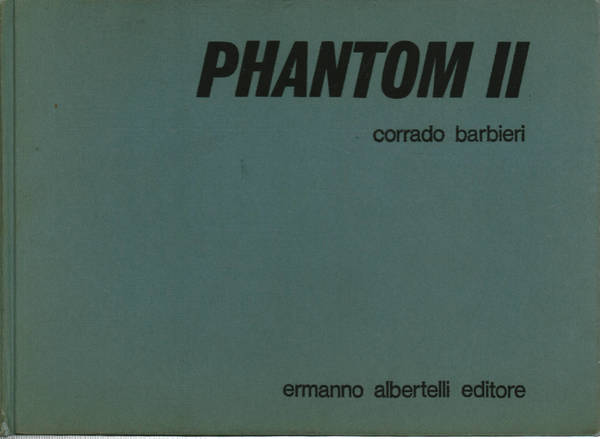 PHANTOM II
corrado barbieri
ermanno albertelli editore